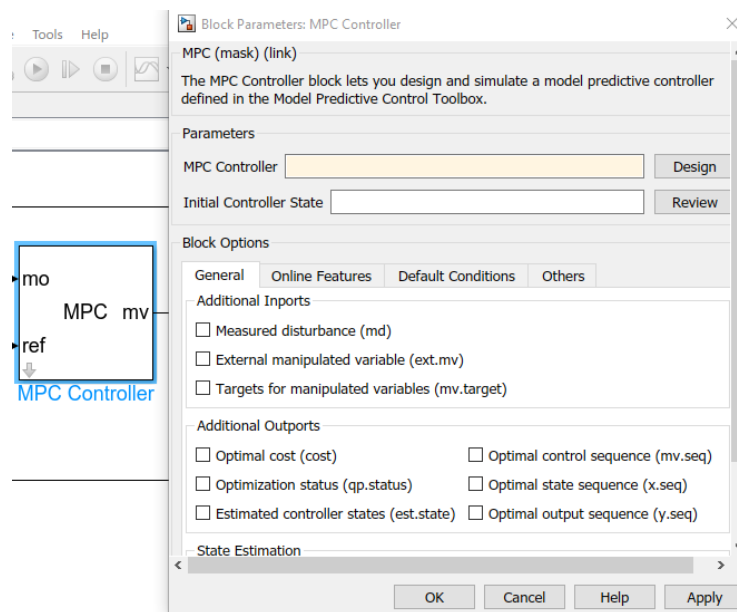 Tools Help
Block Parameters: MPC Controller
MPC (mask) (link)
The MPC Controller block lets you design and simulate a model predictive controller
defined in the Model Predictive Control Toolbox.
Parameters
MPC Controller Design
Initial Controller State Review
Block Options
General Online Features Default Conditions Others
Additional Inports
Measured disturbance (md)
External manipulated variable (ext.mv)
Targets for manipulated variables (mv.target)
Additional Outports
Optimal cost (cost) Optimal control sequence (mv.seq)
Optimization status (qp.status) Optimal state sequence (x.seq)
Estimated controller states (est.state) Optimal output sequence (y.seq)
State Estimation
OK Cancel Help Apply
mo
MPC mv
ref
MPC Controller